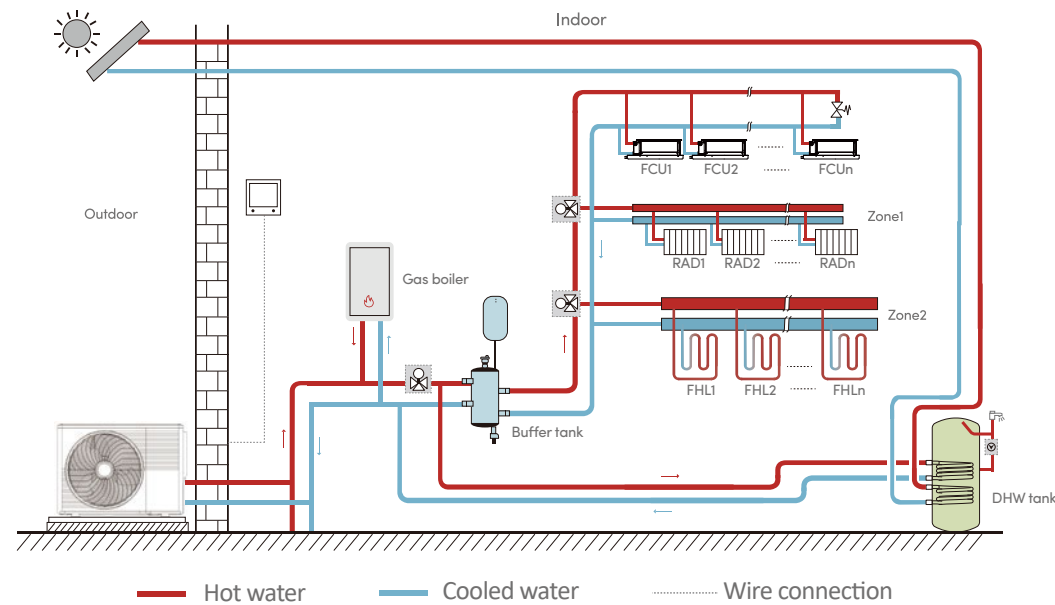 Indoor
FCU1 FCU2 FCUn
Outdoor
Zone1
RAD1 RAD2 RADn
Gas boiler
Zone2
FHL1 FHL2 FHLn
Buffer tank
DHW tank
Hot water Cooled water Wire connection